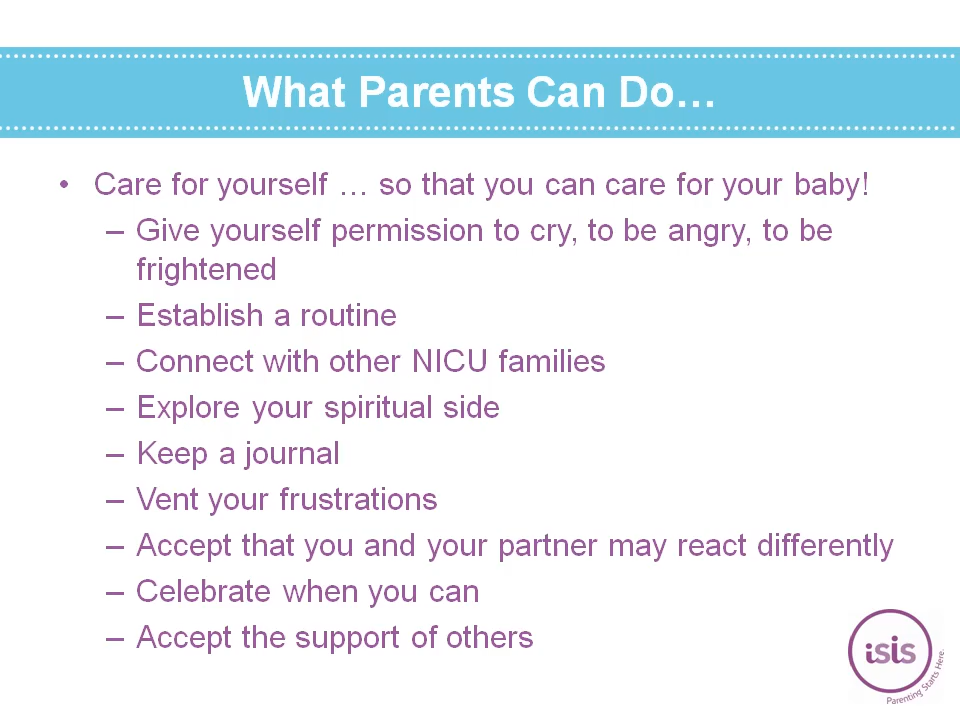 What Parents Can Do…
• Care for yourself … so that you can care for your baby!
– Give yourself permission to cry, to be angry, to be
frightened
– Establish a routine
– Connect with other NICU families
– Explore your spiritual side
– Keep a journal
– Vent your frustrations
– Accept that you and your partner may react differently
– Celebrate when you can
– Accept the support of others
isis
Parenting Starts Here.